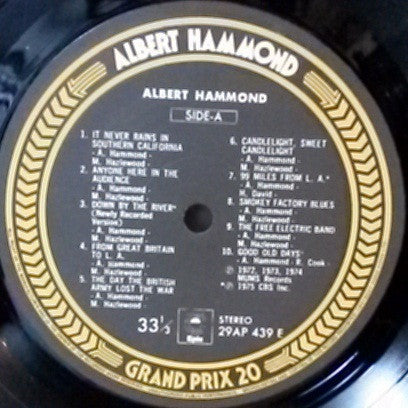 ALBERT HAMMOND
ALBERT HAMMOND
SIDE-A
1. IT NEVER RAINS IN
SOUTHERN CALIFORNIA
- A. Hammond -
M. Hazlewood -
2. ANYONE HERE IN THE
AUDIENCE
- A. Hammond -
M. Hazlewood -
3. DOWN BY THE RIVER*
(Newly Recorded
Version)
- A. Hammond -
M. Hazlewood -
4. FROM GREAT BRITAIN
TO L. A.
- A. Hammond -
M. Hazlewood -
5. THE DAY THE BRITISH
ARMY LOST THE WAR
- A. Hammond -
M. Hazlewood -
6. CANDLELIGHT, SWEET
CANDLELIGHT
- A. Hammond -
M. Hazlewood -
7. 99 MILES FROM L. A.*
- A. Hammond -
H. David -
8. SMOKEY FACTORY BLUES
- A. Hammond -
M. Hazlewood -
9. THE FREE ELECTRIC BAND
- A. Hammond -
M. Hazlewood -
10. GOOD OLD DAYS*
- A. Hammond - R. Cook -
℗ 1972, 1973, 1974
MUMS Records
*℗ 1975 CBS Inc.
33 1/3
Epic
STEREO
29AP 439 E
GRAND PRIX 20